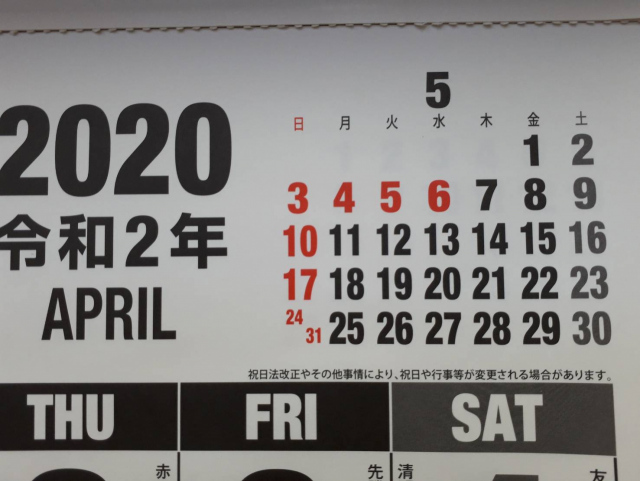 2020
令和2年
APRIL
5
日 月 火 水 木 金 土
1 2
3 4 5 6 7 8 9
10 11 12 13 14 15 16
17 18 19 20 21 22 23
24 31 25 26 27 28 29 30
祝日法改正やその他事情により、祝日や行事等が変更される場合があります。
THU FRI SAT
赤 先 清 友